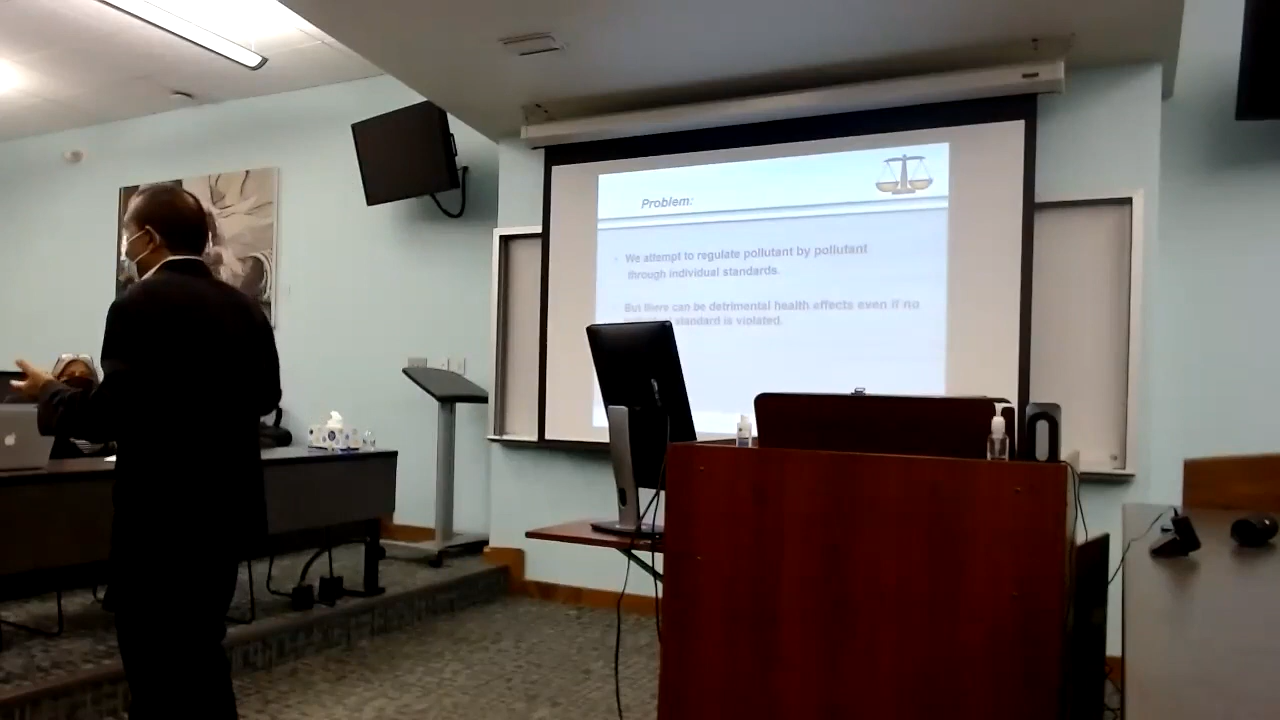 Problem:
We attempt to regulate pollutant by pollutant
through individual standards.
But there can be detrimental health effects even if no
standard is violated.